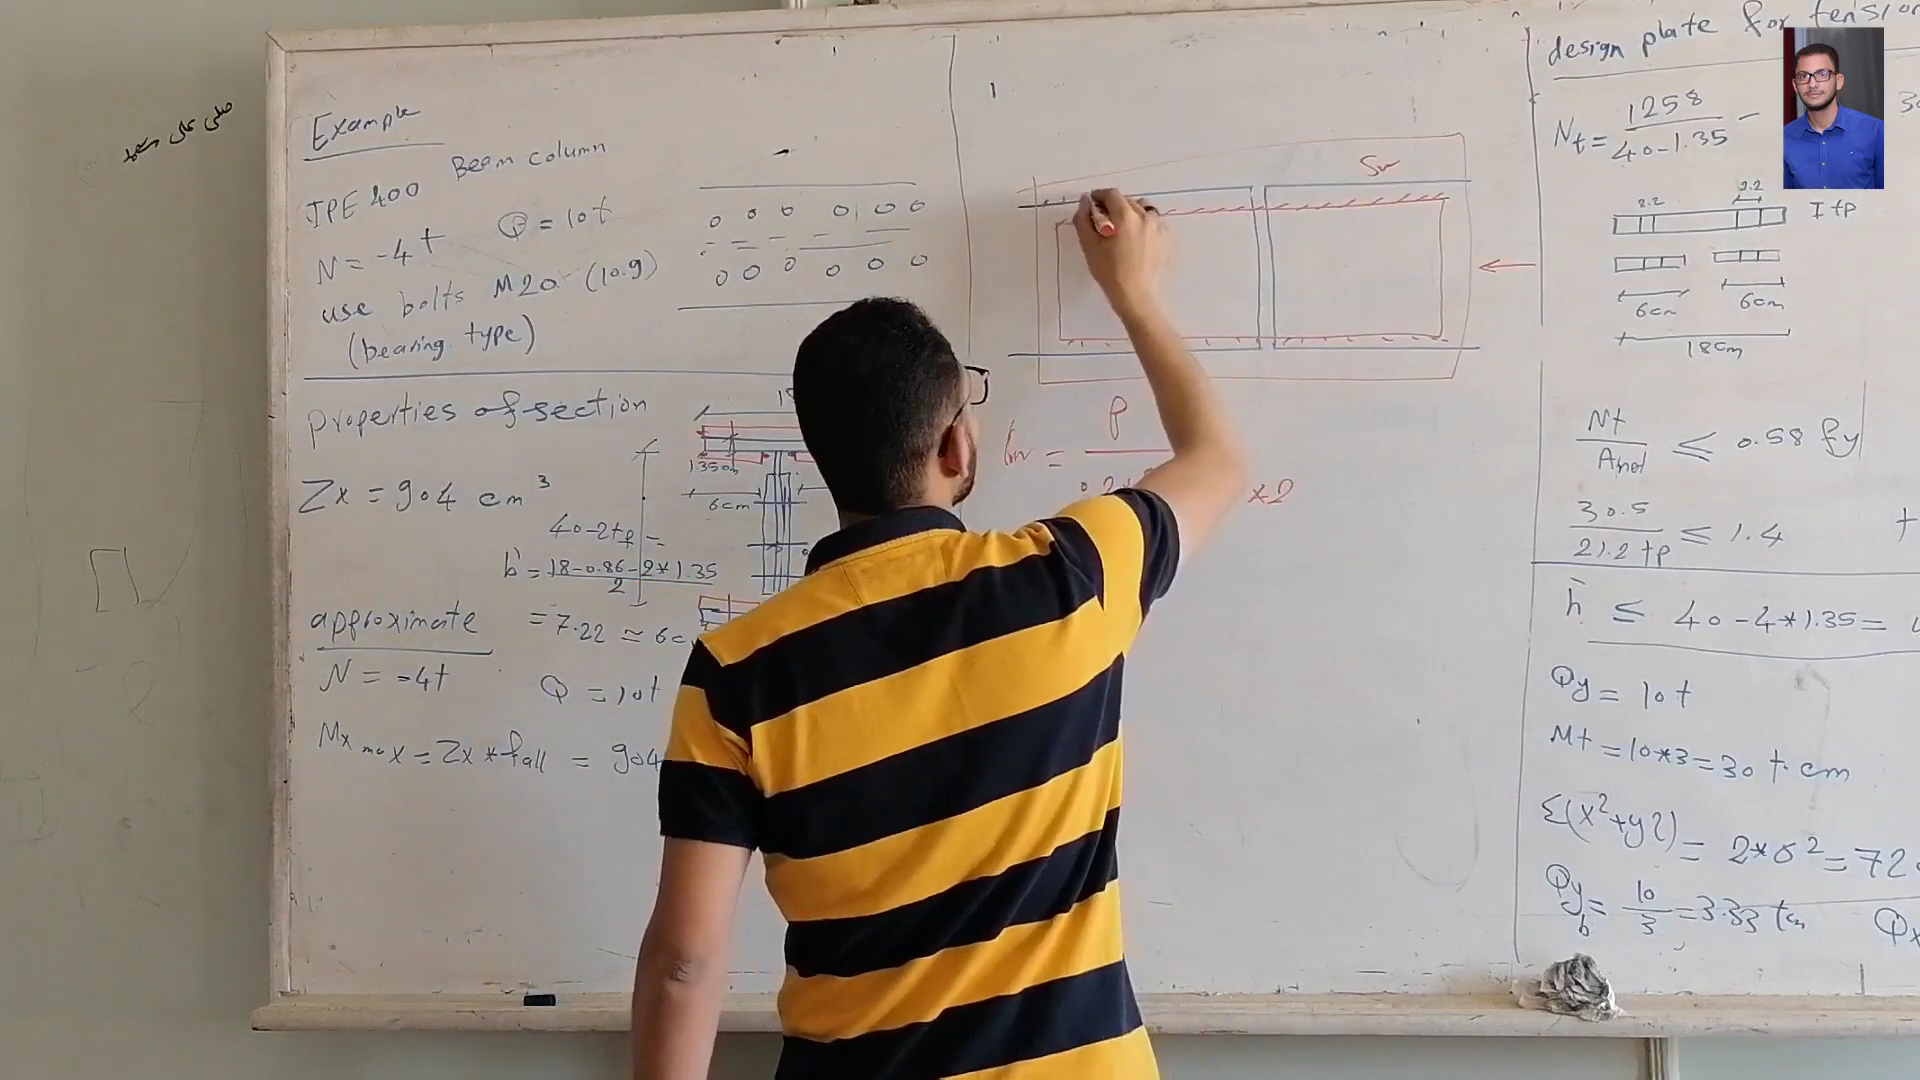 صلى على محمد
Example
Beam column
IPE 400
N = -4t Q = 10t
use bolts M20 (10.9)
(bearing type)
properties of section
Zx = 904 cm³
1.35cm
6cm
40-2tf
b' = 18-0.86-2*1.35
2
= 7.22 ≃ 6c
approximate
N = -4t Q = 10t
Mx max = Zx * fall = 904
Sw
P
*2
design plate for tension
Nt = 1258
40-1.35
2.2 2.2
I tp
6cm 6cm
18cm
Nt
Anet
≤ 0.58 fy
30.5
21.2 tp
≤ 1.4
h' ≤ 40-4*1.35=
Qy = 10t
Mt = 10*3=30 t.cm
Σ(x²+y²) = 2*6²=72
Qy b = 10
3
=3.33 tcm